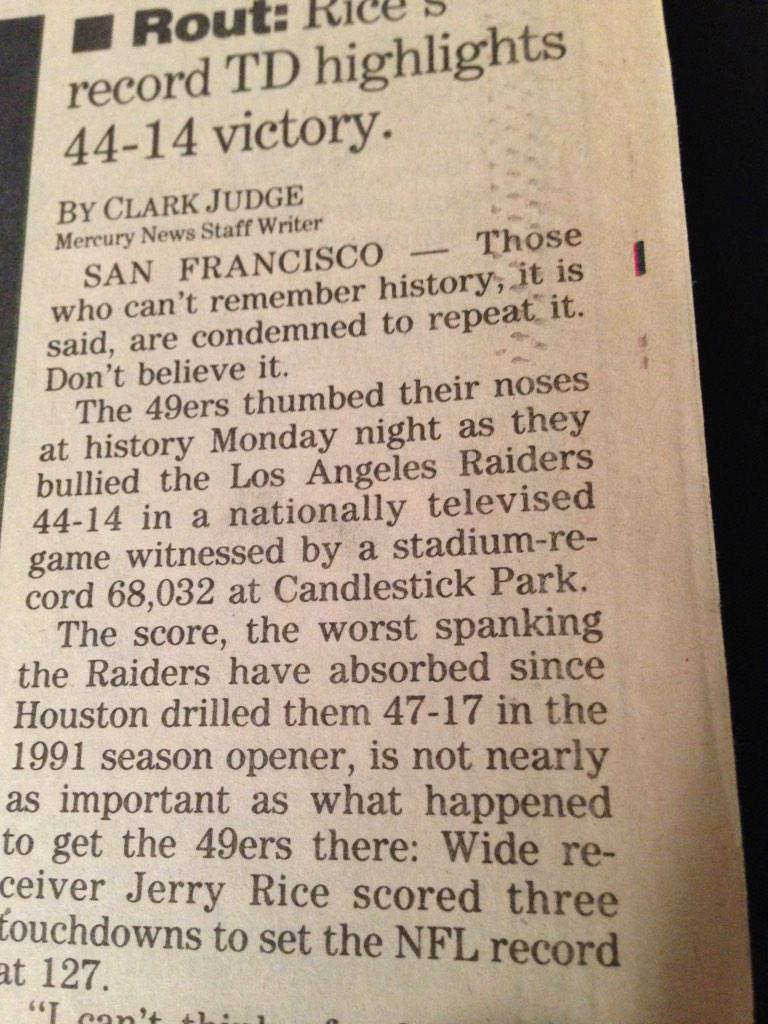 ■ Rout: Rice's
record TD highlights
44-14 victory.
BY CLARK JUDGE
Mercury News Staff Writer
SAN FRANCISCO — Those
who can't remember history, it is
said, are condemned to repeat it.
Don't believe it.
The 49ers thumbed their noses
at history Monday night as they
bullied the Los Angeles Raiders
44-14 in a nationally televised
game witnessed by a stadium-re-
cord 68,032 at Candlestick Park.
The score, the worst spanking
the Raiders have absorbed since
Houston drilled them 47-17 in the
1991 season opener, is not nearly
as important as what happened
to get the 49ers there: Wide re-
ceiver Jerry Rice scored three
touchdowns to set the NFL record
at 127.
"I can't